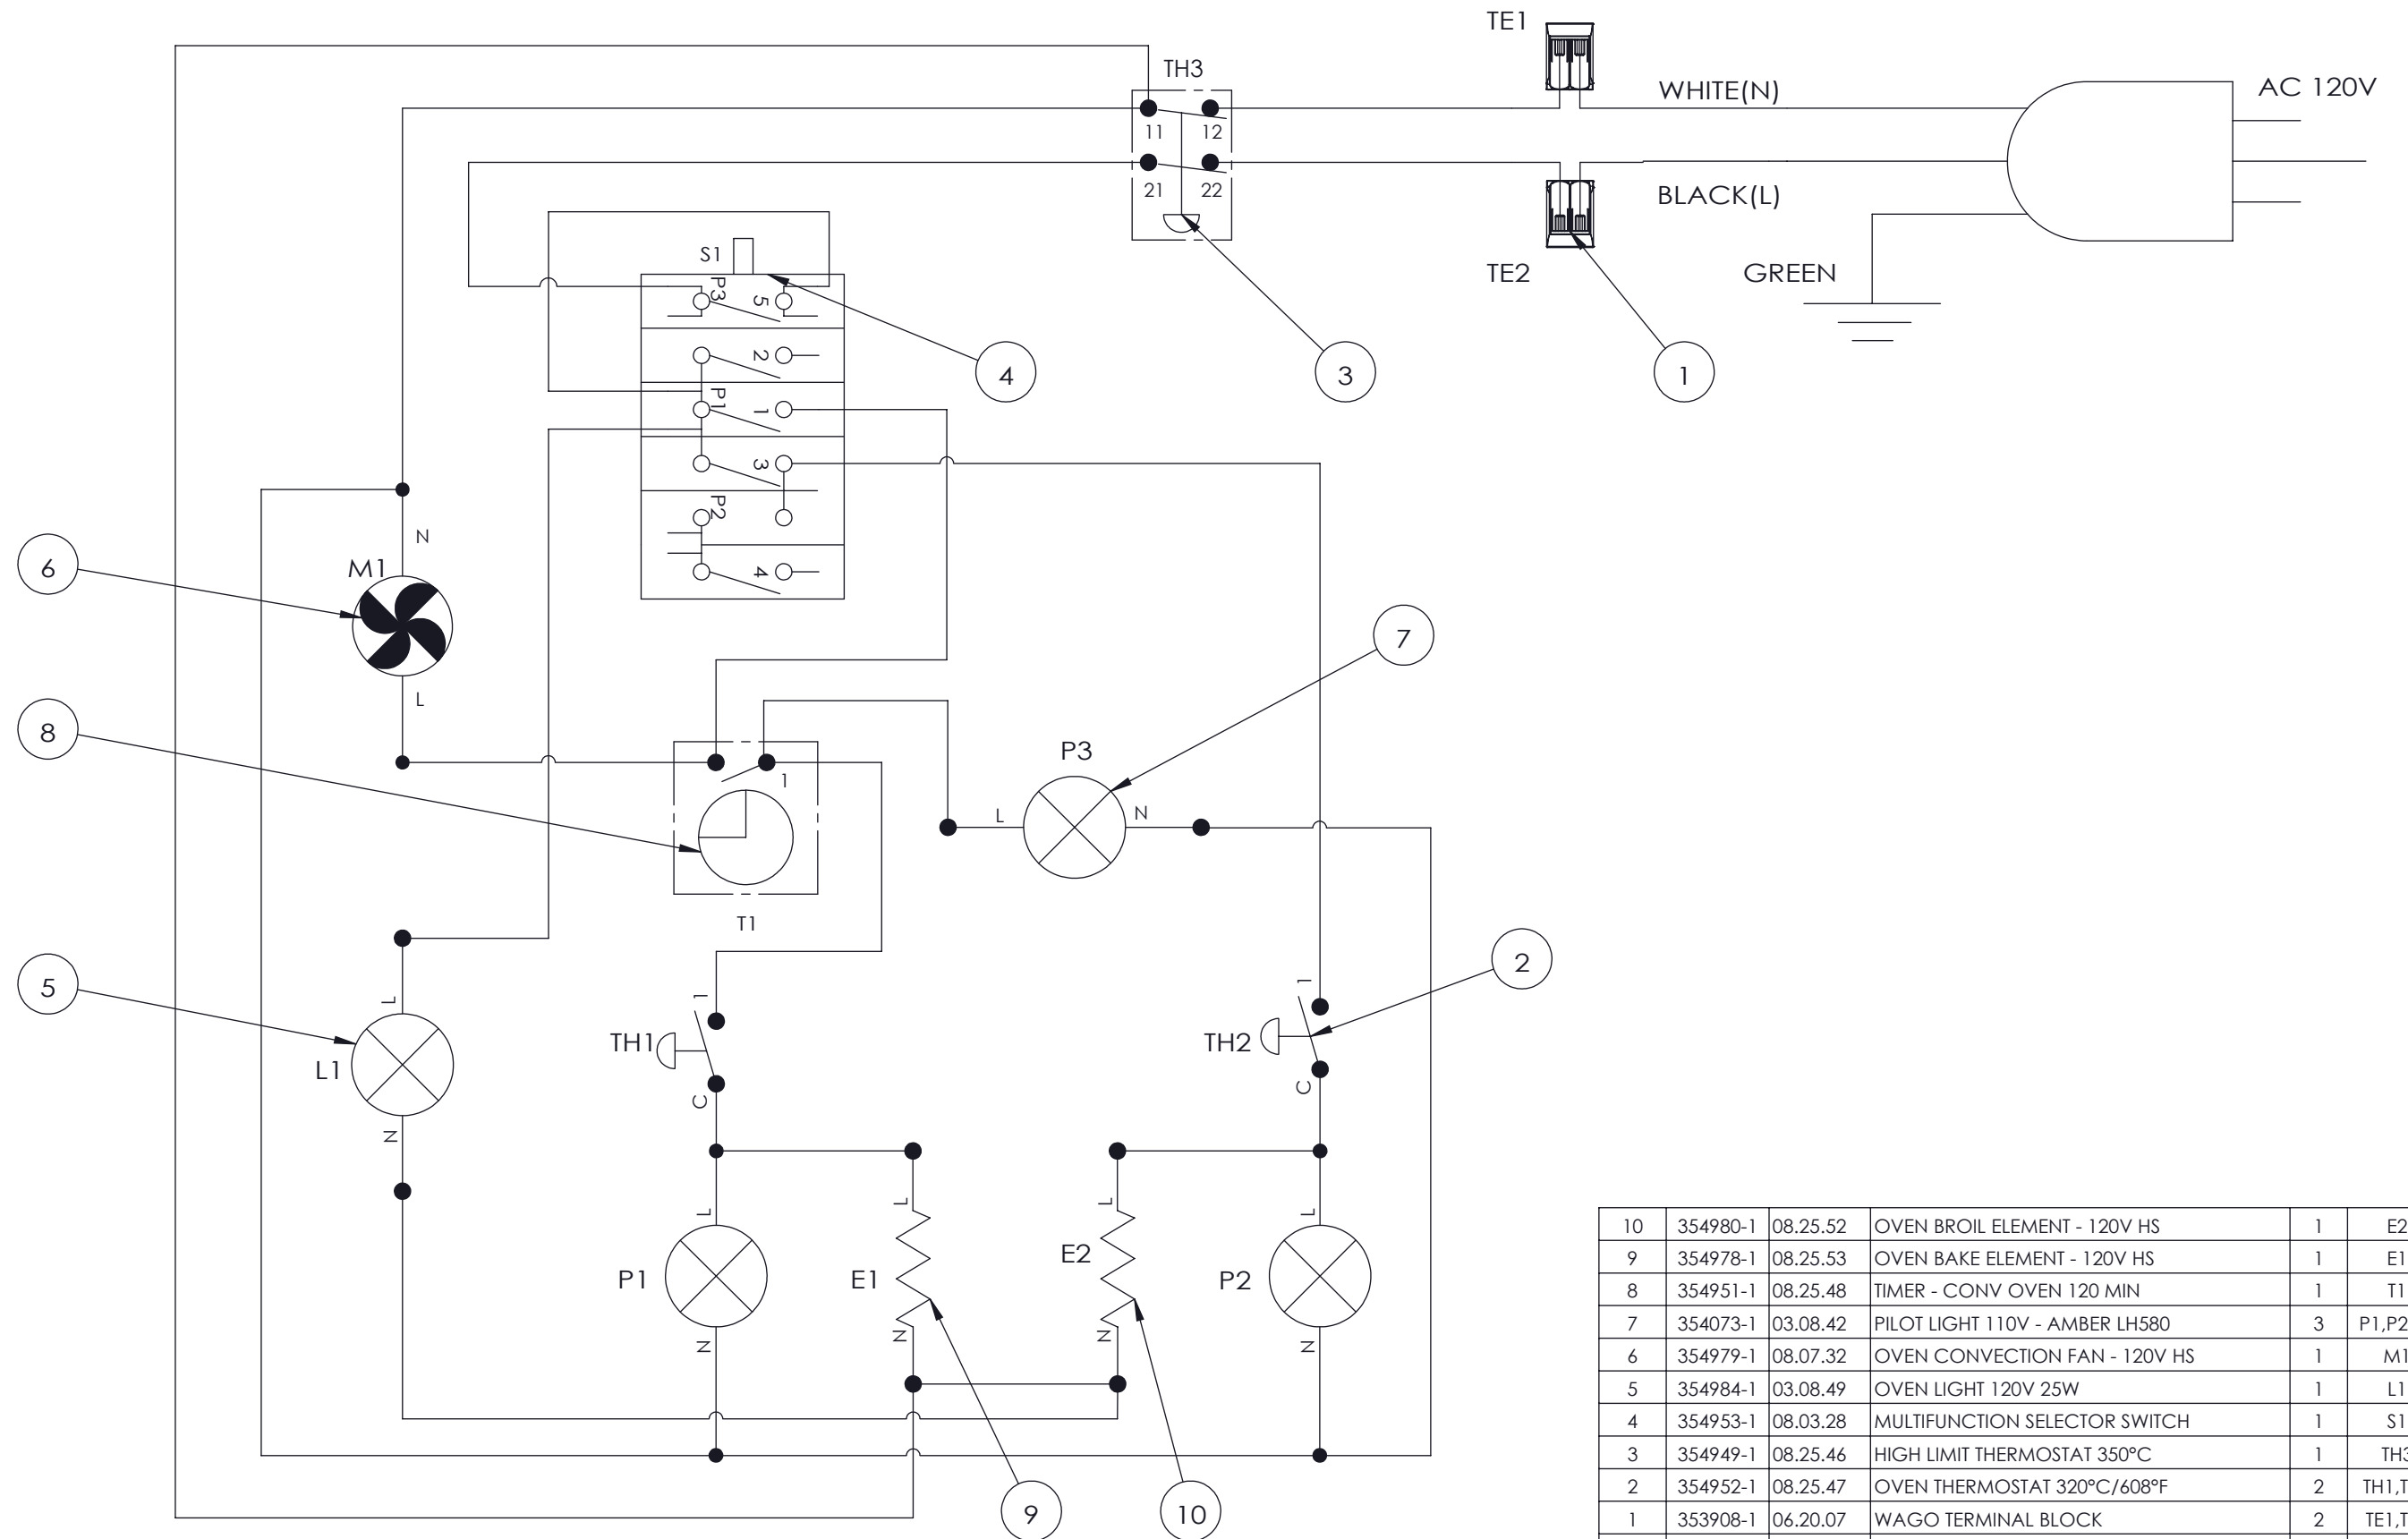 TE1
TH3
WHITE(N)
AC 120V
11
12
21
22
BLACK(L)
S1
TE2
GREEN
P3
5
2
4
3
1
P1
1
3
P2
N
4
6
M1
7
L
8
P3
1
L
N
T1
2
5
L
1
1
TH1
TH2
L1
C
C
N
L
L
L
L
P1
E1
E2
P2
N
N
N
N
9
10
10 354980-1 08.25.52 OVEN BROIL ELEMENT - 120V HS 1 E2
9 354978-1 08.25.53 OVEN BAKE ELEMENT - 120V HS 1 E1
8 354951-1 08.25.48 TIMER - CONV OVEN 120 MIN 1 T1
7 354073-1 03.08.42 PILOT LIGHT 110V - AMBER LH580 3 P1,P2
6 354979-1 08.07.32 OVEN CONVECTION FAN - 120V HS 1 M1
5 354984-1 03.08.49 OVEN LIGHT 120V 25W 1 L1
4 354953-1 08.03.28 MULTIFUNCTION SELECTOR SWITCH 1 S1
3 354949-1 08.25.46 HIGH LIMIT THERMOSTAT 350°C 1 TH3
2 354952-1 08.25.47 OVEN THERMOSTAT 320°C/608°F 2 TH1,T
1 353908-1 06.20.07 WAGO TERMINAL BLOCK 2 TE1,T